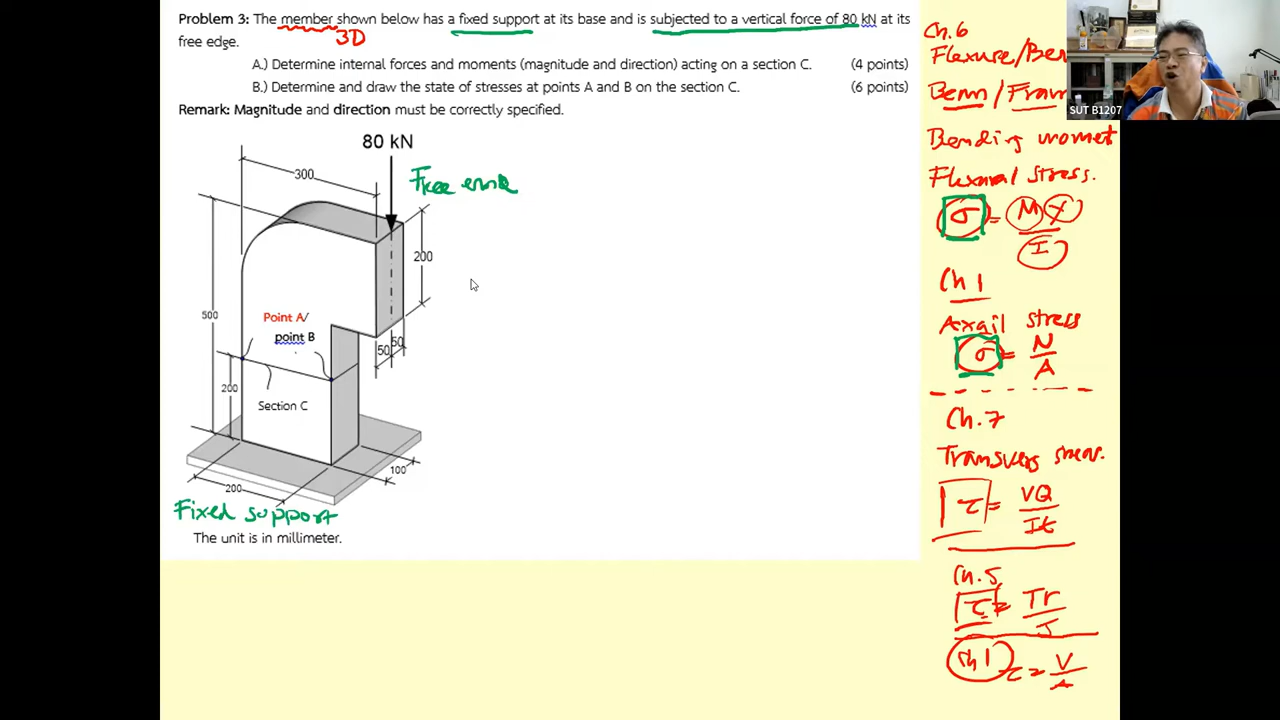 Problem 3: The member shown below has a fixed support at its base and is subjected to a vertical force of 80 kN at its
free edge.
3D
A.) Determine internal forces and moments (magnitude and direction) acting on a section C. (4 points)
B.) Determine and draw the state of stresses at points A and B on the section C. (6 points)
Remark: Magnitude and direction must be correctly specified.
80 kN
Free
300
200
500
Point A/
point B
50
50
200
Section C
100
200
Fixed support
The unit is in millimeter.
SUT B1207
Ch.6
Flexure/Be
Beam/Fram
Bending moment
Flexural stress.
σ = MY
I
Ch 1
Axail stress
σ = N
A
Ch.7
Transvers shear.
τ = VQ
It
Ch.5
τ = Tr
J
Ch 1
τ = V
A